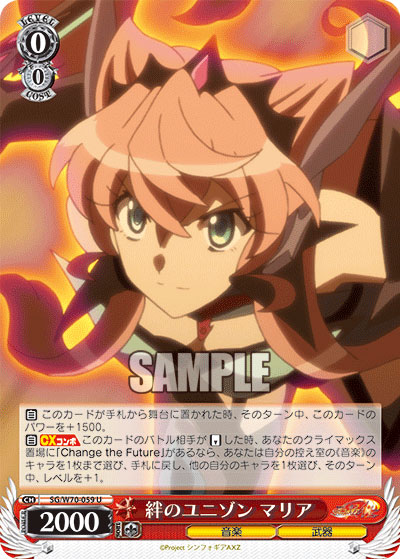 LEVEL
0
0
COST
SAMPLE
自 このカードが手札から舞台に置かれた時、そのターン中、このカードの
パワーを+1500。
自 CXコンボ このカードのバトル相手が した時、あなたのクライマックス
置場に「Change the Future」があるなら、あなたは自分の控え室の《音楽》の
キャラを1枚まで選び、手札に戻し、他の自分のキャラを1枚選び、そのター
ン中、レベルを+1。
CH SG/W70-059 U
2000
絆のユニゾン マリア
音楽 武器
©Project シンフォギアAXZ